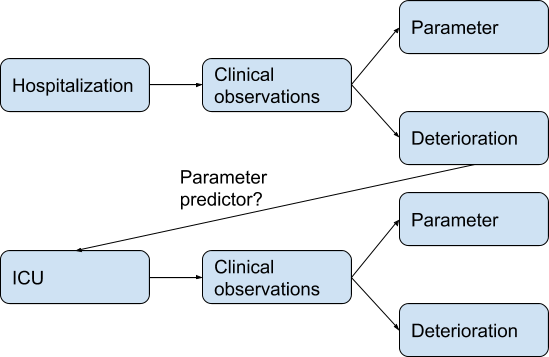 Parameter
Hospitalization
Clinical
observations
Deterioration
Parameter
predictor?
Parameter
ICU
Clinical
observations
Deterioration